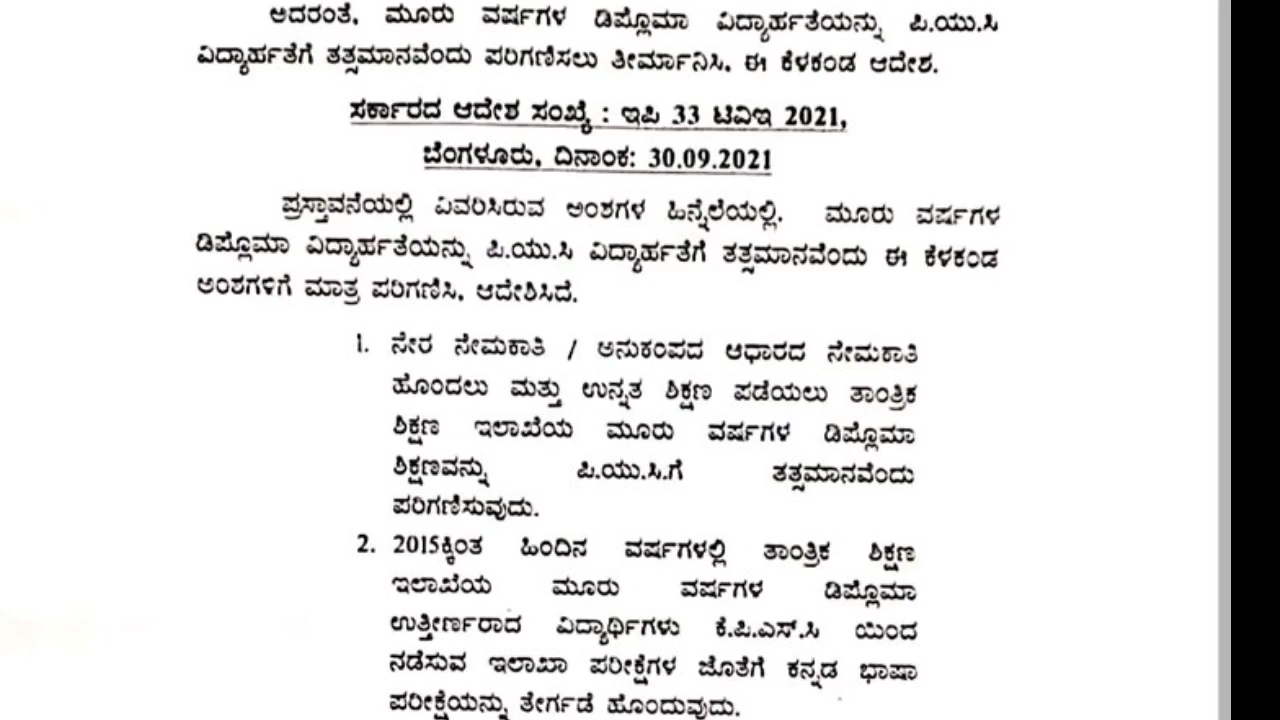 ಅದರಂತೆ, ಮೂರು ವರ್ಷಗಳ ಡಿಪ್ಲೊಮಾ ವಿದ್ಯಾರ್ಹತೆಯನ್ನು ಪಿ.ಯು.ಸಿ
ವಿದ್ಯಾರ್ಹತೆಗೆ ತತ್ಸಮಾನವೆಂದು ಪರಿಗಣಿಸಲು ತೀರ್ಮಾನಿಸಿ, ಈ ಕೆಳಕಂಡ ಆದೇಶ.
ಸರ್ಕಾರದ ಆದೇಶ ಸಂಖ್ಯೆ : ಇಪಿ 33 ಟಿವಿಇ 2021,
ಬೆಂಗಳೂರು, ದಿನಾಂಕ: 30.09.2021
ಪ್ರಸ್ತಾವನೆಯಲ್ಲಿ ವಿವರಿಸಿರುವ ಅಂಶಗಳ ಹಿನ್ನೆಲೆಯಲ್ಲಿ, ಮೂರು ವರ್ಷಗಳ
ಡಿಪ್ಲೊಮಾ ವಿದ್ಯಾರ್ಹತೆಯನ್ನು ಪಿ.ಯು.ಸಿ ವಿದ್ಯಾರ್ಹತೆಗೆ ತತ್ಸಮಾನವೆಂದು ಈ ಕೆಳಕಂಡ
ಅಂಶಗಳಿಗೆ ಮಾತ್ರ ಪರಿಗಣಿಸಿ, ಆದೇಶಿಸಿದೆ.
1. ನೇರ ನೇಮಕಾತಿ / ಅನುಕಂಪದ ಆಧಾರದ ನೇಮಕಾತಿ
ಹೊಂದಲು ಮತ್ತು ಉನ್ನತ ಶಿಕ್ಷಣ ಪಡೆಯಲು ತಾಂತ್ರಿಕ
ಶಿಕ್ಷಣ ಇಲಾಖೆಯ ಮೂರು ವರ್ಷಗಳ ಡಿಪ್ಲೊಮಾ
ಶಿಕ್ಷಣವನ್ನು ಪಿ.ಯು.ಸಿ.ಗೆ ತತ್ಸಮಾನವೆಂದು
ಪರಿಗಣಿಸುವುದು.
2. 2015ಕ್ಕಿಂತ ಹಿಂದಿನ ವರ್ಷಗಳಲ್ಲಿ ತಾಂತ್ರಿಕ ಶಿಕ್ಷಣ
ಇಲಾಖೆಯ ಮೂರು ವರ್ಷಗಳ ಡಿಪ್ಲೊಮಾ
ಉತ್ತೀರ್ಣರಾದ ವಿದ್ಯಾರ್ಥಿಗಳು ಕೆ.ಪಿ.ಎಸ್.ಸಿ ಯಿಂದ
ನಡೆಸುವ ಇಲಾಖಾ ಪರೀಕ್ಷೆಗಳ ಜೊತೆಗೆ ಕನ್ನಡ ಭಾಷಾ
ಪರೀಕ್ಷೆಯನ್ನು ತೇರ್ಗಡೆ ಹೊಂದುವುದು.